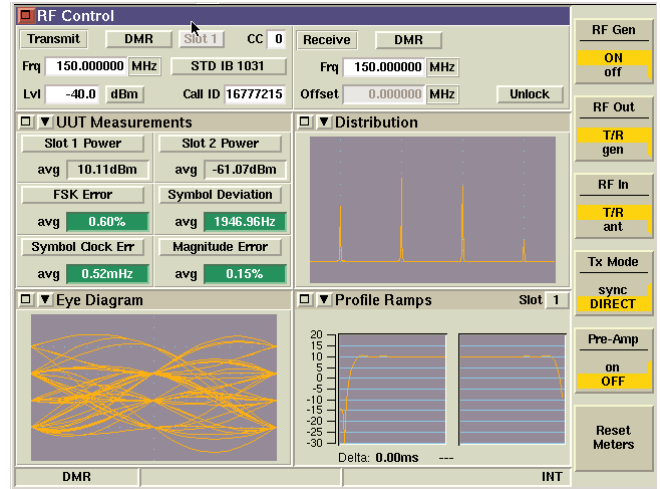 RF Control
Transmit DMR Slot 1 CC 0
Frq 150.000000 MHz STD IB 1031
Lvl -40.0 dBm Call ID 16777215
Receive DMR
Frq 150.000000 MHz
Offset 0.000000 MHz Unlock
UUT Measurements
Slot 1 Power Slot 2 Power
avg 10.11dBm avg -61.07dBm
FSK Error Symbol Deviation
avg 0.60% avg 1946.96Hz
Symbol Clock Err Magnitude Error
avg 0.52mHz avg 0.15%
Distribution
Eye Diagram
Profile Ramps Slot 1
20
15
10
5
0
-5
-10
-15
-20
-25
-30
Delta: 0.00ms ---
DMR INT
RF Gen
ON
off
RF Out
T/R
gen
RF In
T/R
ant
Tx Mode
sync
DIRECT
Pre-Amp
on
OFF
Reset
Meters